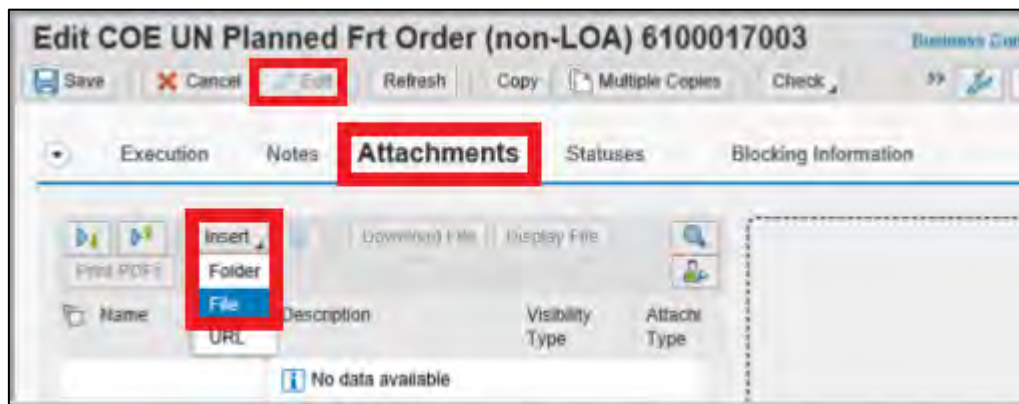 Edit COE UN Planned Frt Order (non-LOA) 6100017003 Business Con
Save Cancel Edit Refresh Copy Multiple Copies Check
Execution Notes Attachments Statuses Blocking Information
Insert Download File Display File
Print PDFs Folder
Name File Description Visibility Type Attachi Type
URL
No data available